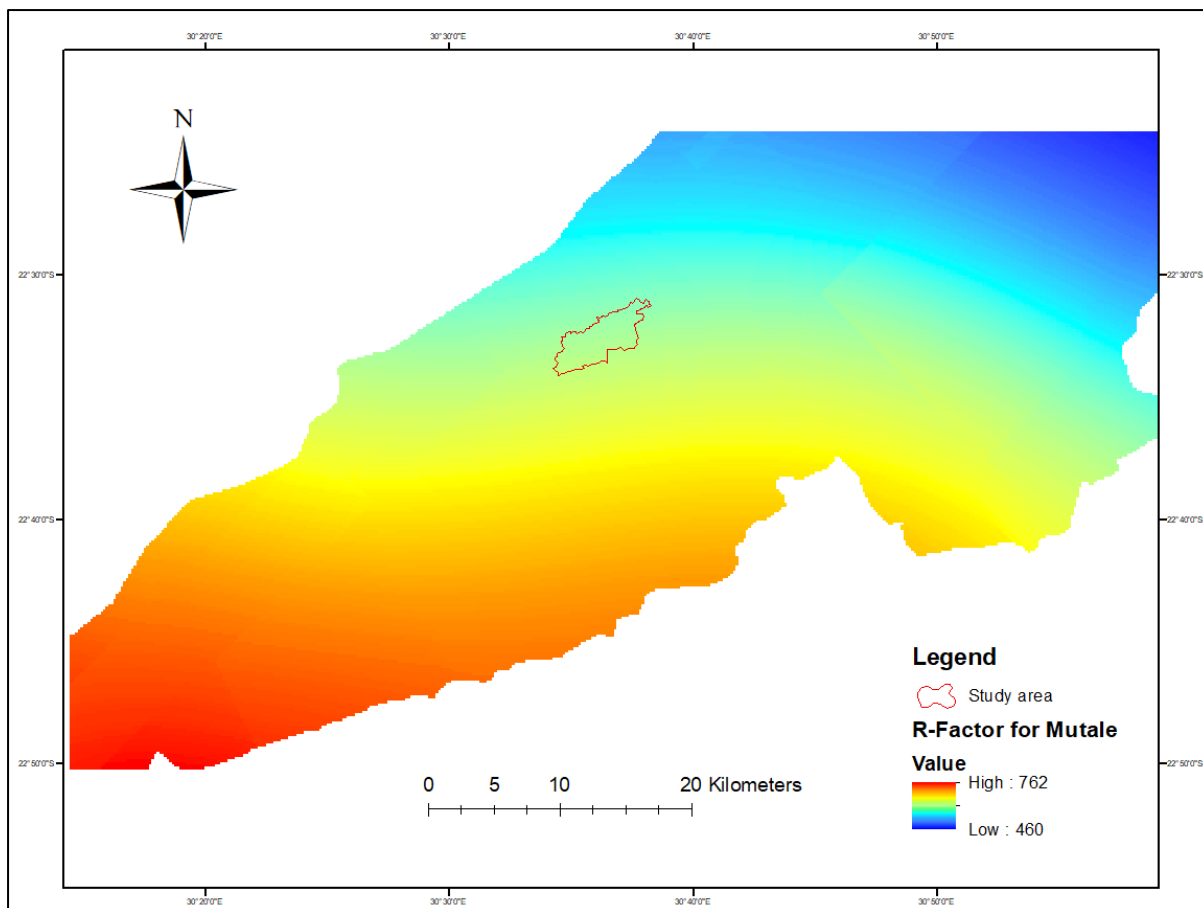 30°20'0"E 30°30'0"E 30°40'0"E 30°50'0"E
N
22°30'0"S 22°30'0"S
22°40'0"S 22°40'0"S
Legend
Study area
R-Factor for Mutale
Value
High : 762
Low : 460
22°50'0"S 22°50'0"S
0 5 10 20 Kilometers
30°20'0"E 30°30'0"E 30°40'0"E 30°50'0"E